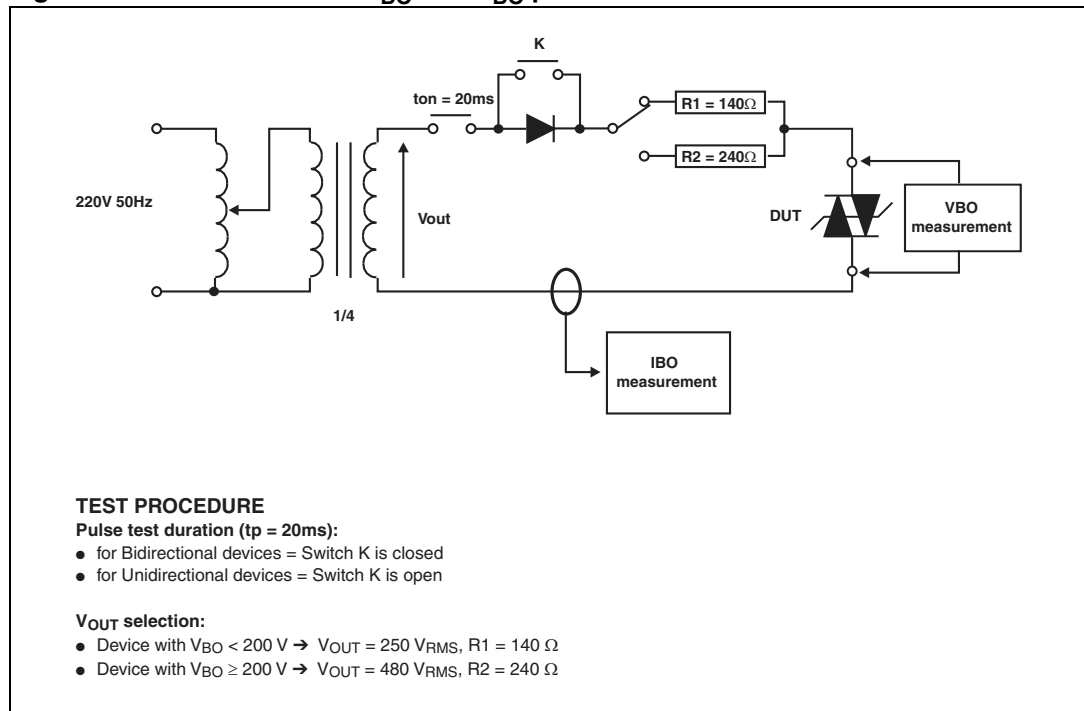 BO BO
K
ton = 20ms
R1 = 140Ω
R2 = 240Ω
220V 50Hz
Vout
DUT
VBO
measurement
1/4
IBO
measurement
TEST PROCEDURE
Pulse test duration (tp = 20ms):
● for Bidirectional devices = Switch K is closed
● for Unidirectional devices = Switch K is open
VOUT selection:
● Device with VBO < 200 V ➔ VOUT = 250 VRMS, R1 = 140 Ω
● Device with VBO ≥ 200 V ➔ VOUT = 480 VRMS, R2 = 240 Ω